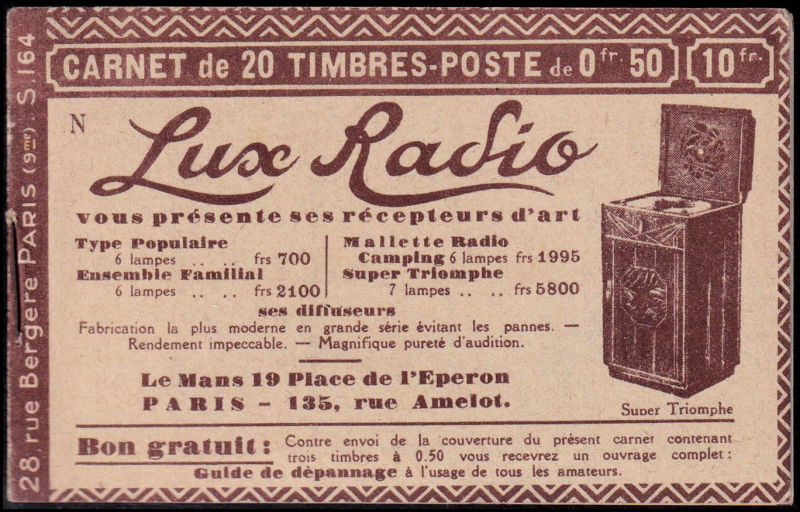 CARNET de 20 TIMBRES-POSTE de 0fr. 50 10 fr.
28, rue Bergère PARIS (9me). S. 164
N
Lux Radio
vous présente ses récepteurs d'art
Type Populaire
6 lampes .. .. frs 700
Ensemble Familial
6 lampes .. .. frs 2100
Mallette Radio
Camping 6 lampes frs 1995
Super Triomphe
7 lampes .. .. frs 5800
ses diffuseurs
Fabrication la plus moderne en grande série évitant les pannes. —
Rendement impeccable. — Magnifique pureté d'audition.
Le Mans 19 Place de l'Eperon
PARIS - 135, rue Amelot.
Super Triomphe
Bon gratuit : Contre envoi de la couverture du présent carnet contenant
trois timbres à 0.50 vous recevrez un ouvrage complet :
Guide de dépannage à l'usage de tous les amateurs.